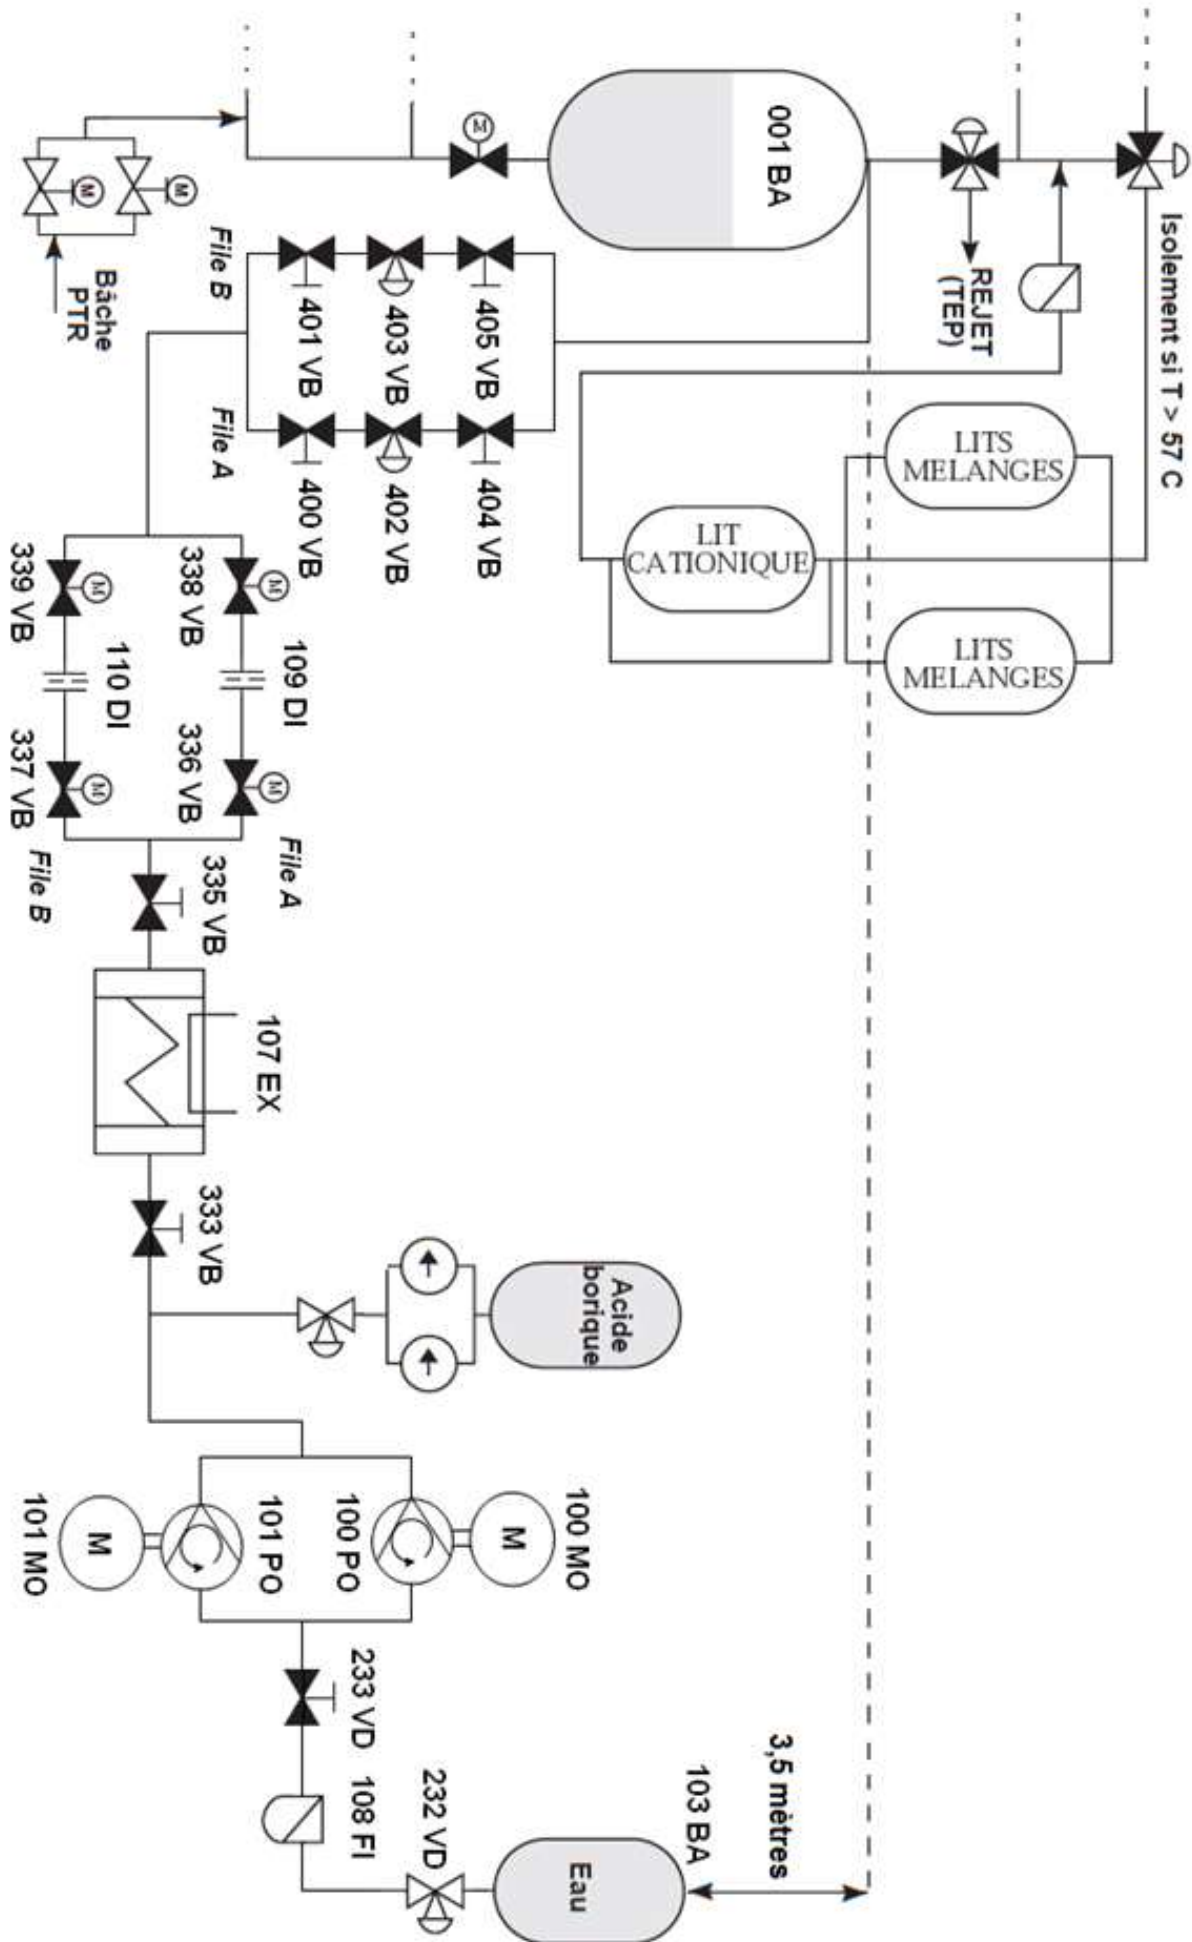 Isolement si T > 57 C
REJET
(TEP)
001 BA
M
LITS
MELANGES
LITS
MELANGES
LIT
CATIONIQUE
M
M
Bâche
PTR
File B
401 VB
403 VB
405 VB
File A
400 VB
402 VB
404 VB
339 VB
M
338 VB
M
110 DI
109 DI
337 VB
M
336 VB
M
File B
File A
335 VB
107 EX
333 VB
Acide
borique
101 MO
M
101 PO
100 PO
M
100 MO
233 VD
108 FI
232 VD
Eau
103 BA
3,5 mètres